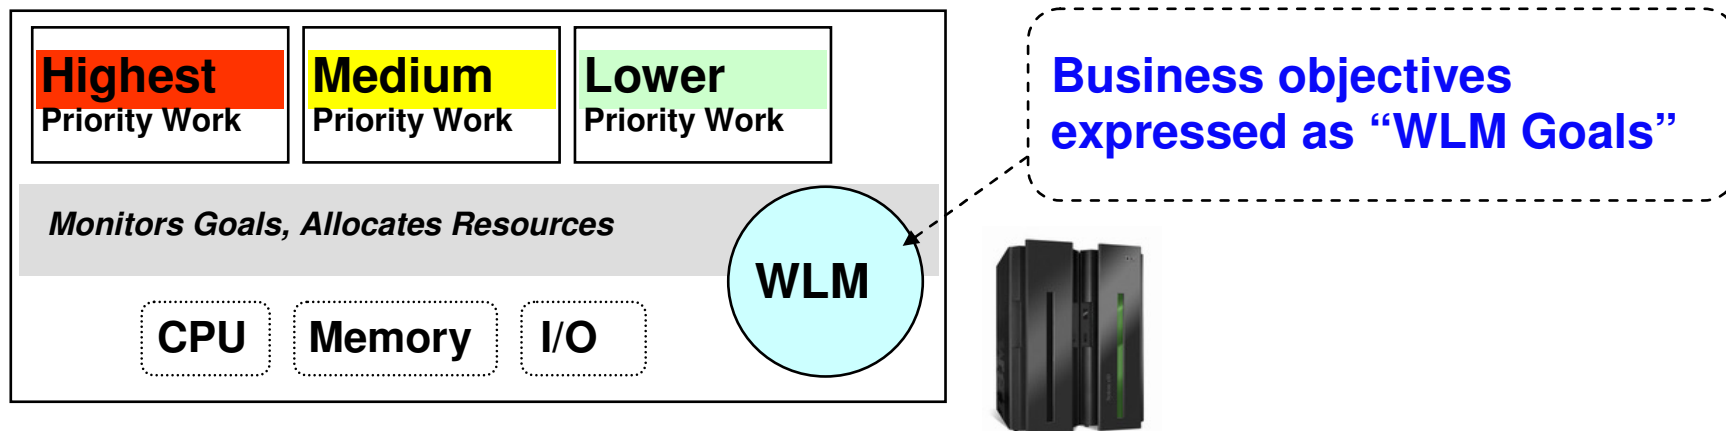 Highest
Priority Work
Medium
Priority Work
Lower
Priority Work
Business objectives
expressed as “WLM Goals”
Monitors Goals, Allocates Resources
WLM
CPU
Memory
I/O